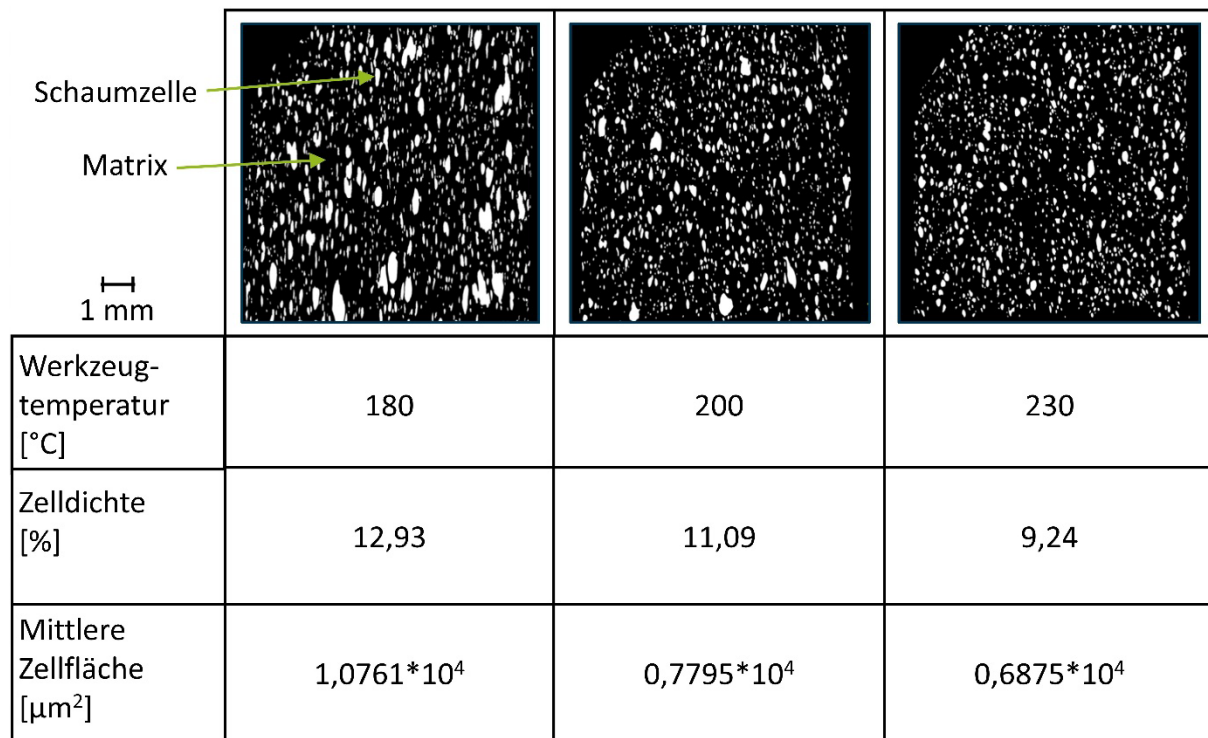 Schaumzelle
Matrix
1 mm
Werkzeug-
temperatur
[°C]
180
200
230
Zelldichte
[%]
12,93
11,09
9,24
Mittlere
Zellfläche
[µm²]
1,0761*10⁴
0,7795*10⁴
0,6875*10⁴